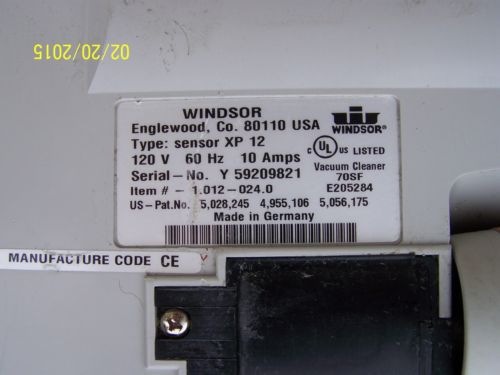 02/20/2015
WINDSOR
Englewood, Co. 80110 USA
Type: sensor XP 12
120 V 60 Hz 10 Amps
Serial-No. Y 59209821
Item # - 1.012-024.0
US-Pat.No. 5,028,245 4,955,106 5,056,175
Made in Germany
WINDSOR®
C UL US LISTED
Vacuum Cleaner
70SF
E205284
MANUFACTURE CODE CE